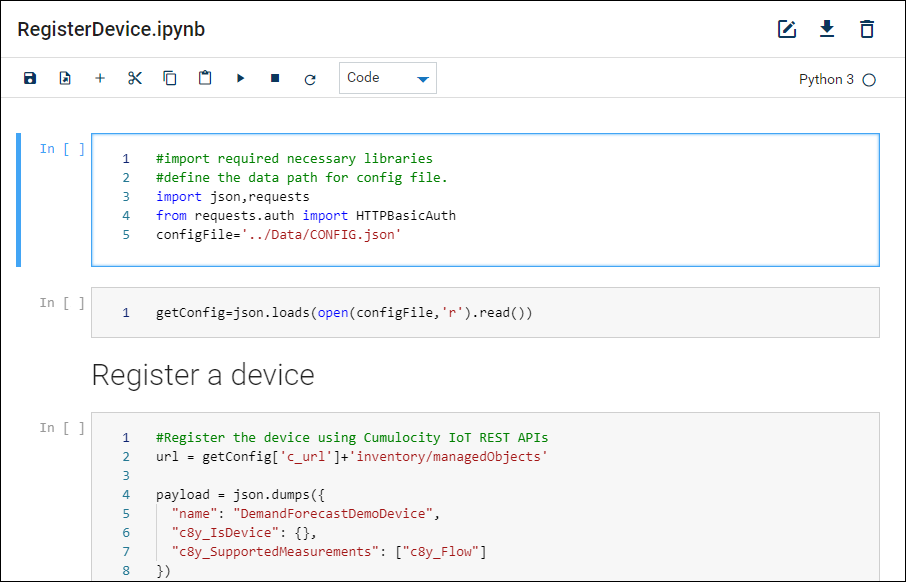 RegisterDevice.ipynb
Code
Python 3
In [ ]
1 #import required necessary libraries
2 #define the data path for config file.
3 import json,requests
4 from requests.auth import HTTPBasicAuth
5 configFile='../Data/CONFIG.json'
In [ ]
1 getConfig=json.loads(open(configFile,'r').read())
Register a device
In [ ]
1 #Register the device using Cumulocity IoT REST APIs
2 url = getConfig['c_url']+'inventory/managedObjects'
3
4 payload = json.dumps({
5 "name": "DemandForecastDemoDevice",
6 "c8y_IsDevice": {},
7 "c8y_SupportedMeasurements": ["c8y_Flow"]
8 })